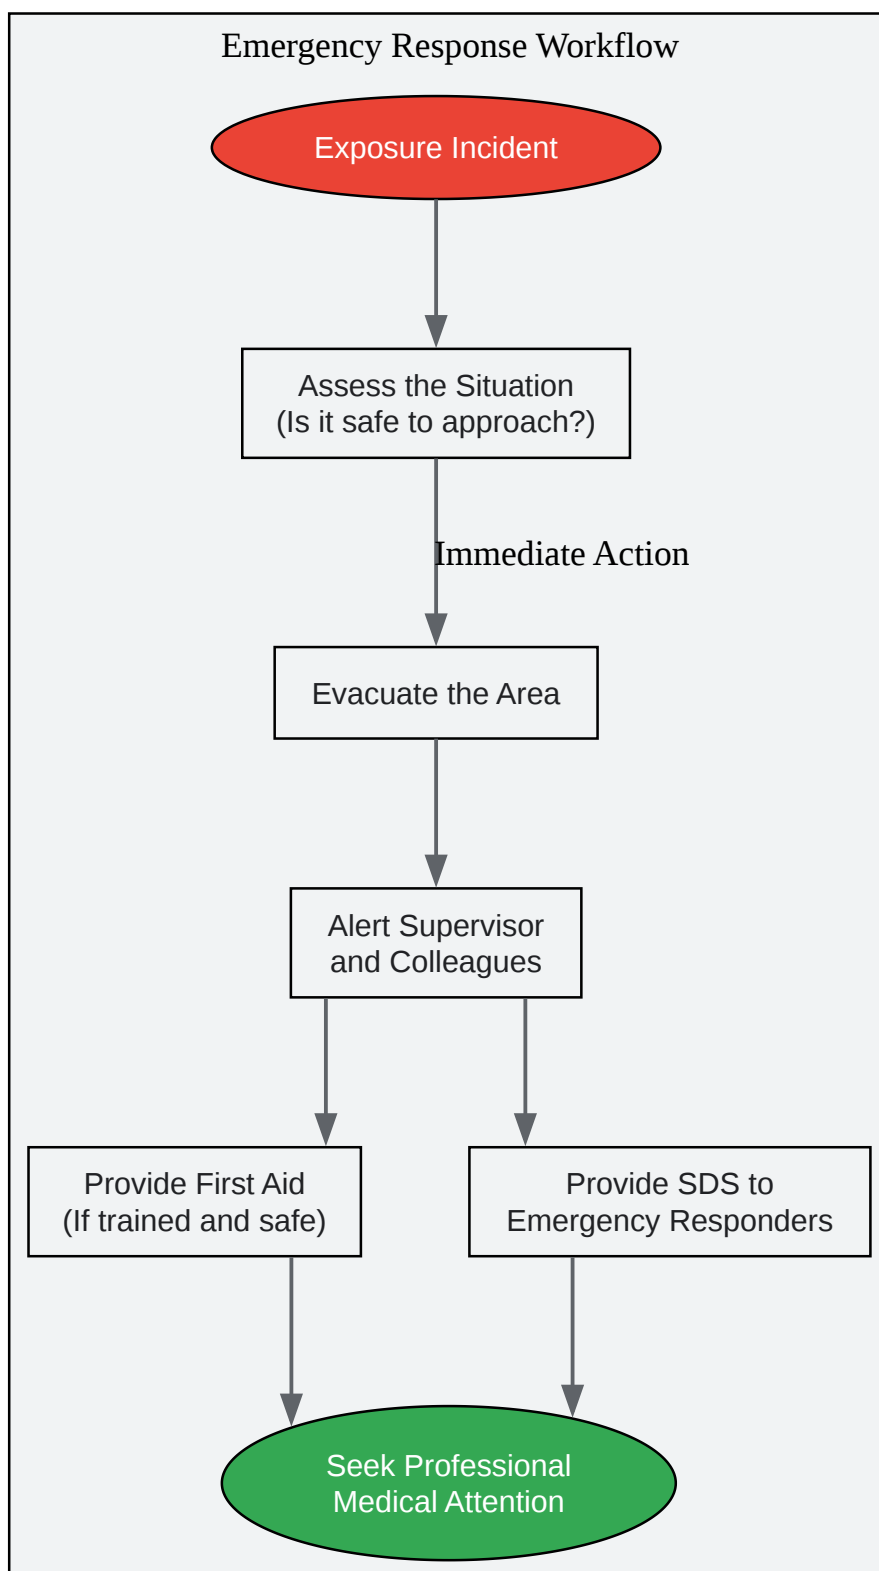 Emergency Response Workflow
Exposure Incident
Assess the Situation
(Is it safe to approach?)
Immediate Action
Evacuate the Area
Alert Supervisor
and Colleagues
Provide First Aid
(If trained and safe)
Provide SDS to
Emergency Responders
Seek Professional
Medical Attention